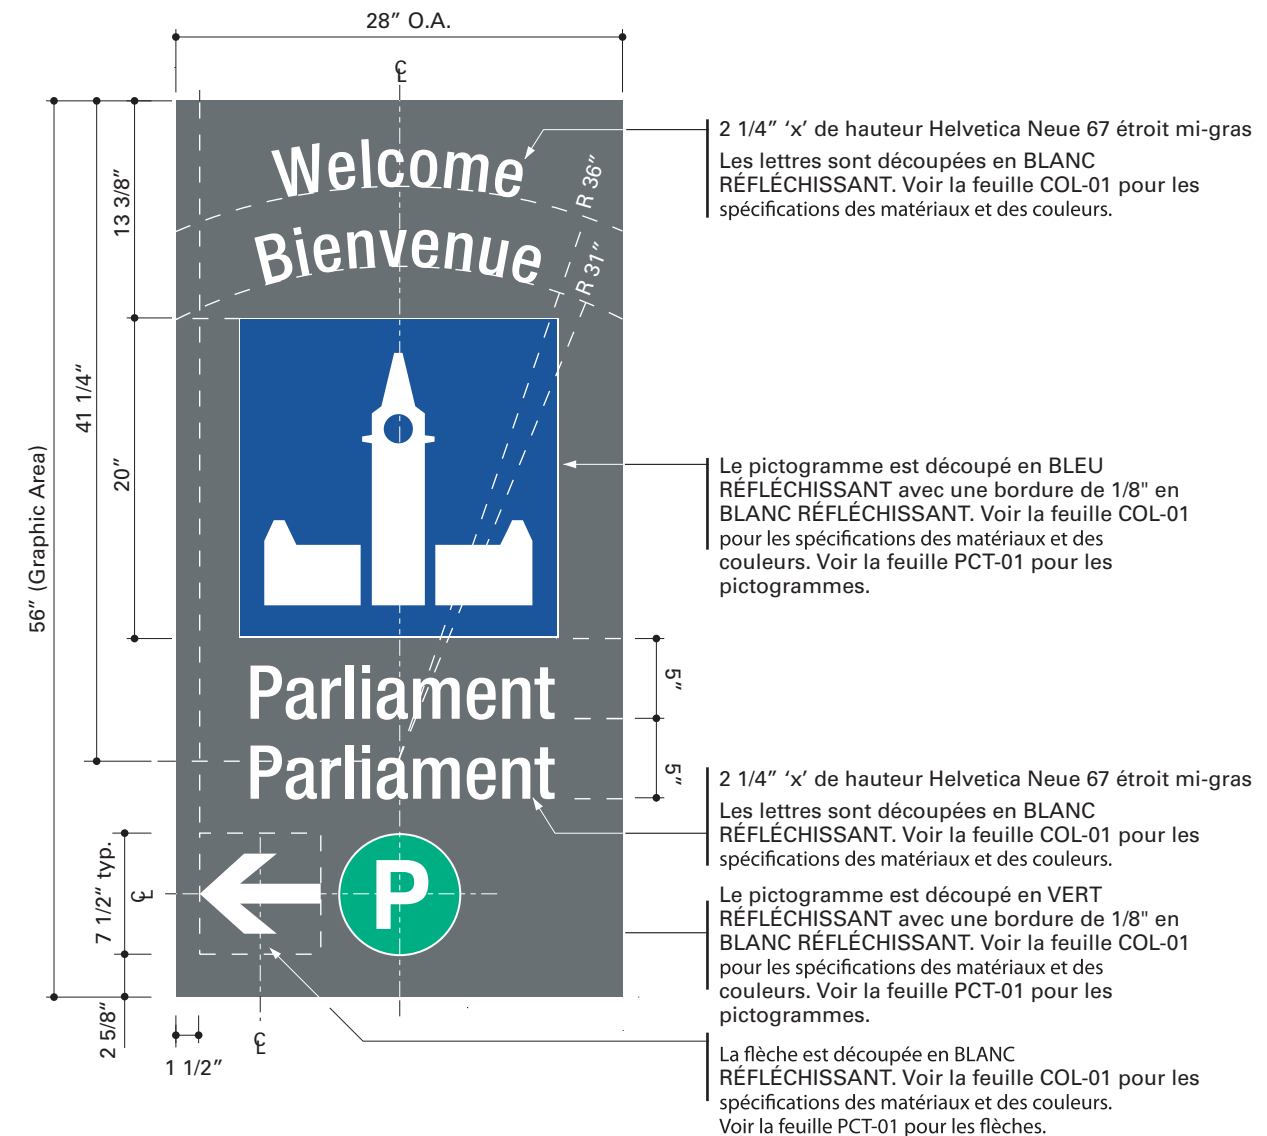 28” O.A.
℄
Welcome
Bienvenue
R 36”
R 31”
13 3/8”
41 1/4”
20”
56” (Graphic Area)
Parliament
Parliament
5”
5”
7 1/2” typ.
℄
P
2 5/8”
1 1/2”
℄
2 1/4” ‘x’ de hauteur Helvetica Neue 67 étroit mi-gras
Les lettres sont découpées en BLANC
RÉFLÉCHISSANT. Voir la feuille COL-01 pour les
spécifications des matériaux et des couleurs.
Le pictogramme est découpé en BLEU
RÉFLÉCHISSANT avec une bordure de 1/8" en
BLANC RÉFLÉCHISSANT. Voir la feuille COL-01
pour les spécifications des matériaux et des
couleurs. Voir la feuille PCT-01 pour les
pictogrammes.
2 1/4” ‘x’ de hauteur Helvetica Neue 67 étroit mi-gras
Les lettres sont découpées en BLANC
RÉFLÉCHISSANT. Voir la feuille COL-01 pour les
spécifications des matériaux et des couleurs.
Le pictogramme est découpé en VERT
RÉFLÉCHISSANT avec une bordure de 1/8" en
BLANC RÉFLÉCHISSANT. Voir la feuille COL-01
pour les spécifications des matériaux et des
couleurs. Voir la feuille PCT-01 pour les
pictogrammes.
La flèche est découpée en BLANC
RÉFLÉCHISSANT. Voir la feuille COL-01 pour les
spécifications des matériaux et des couleurs.
Voir la feuille PCT-01 pour les flèches.